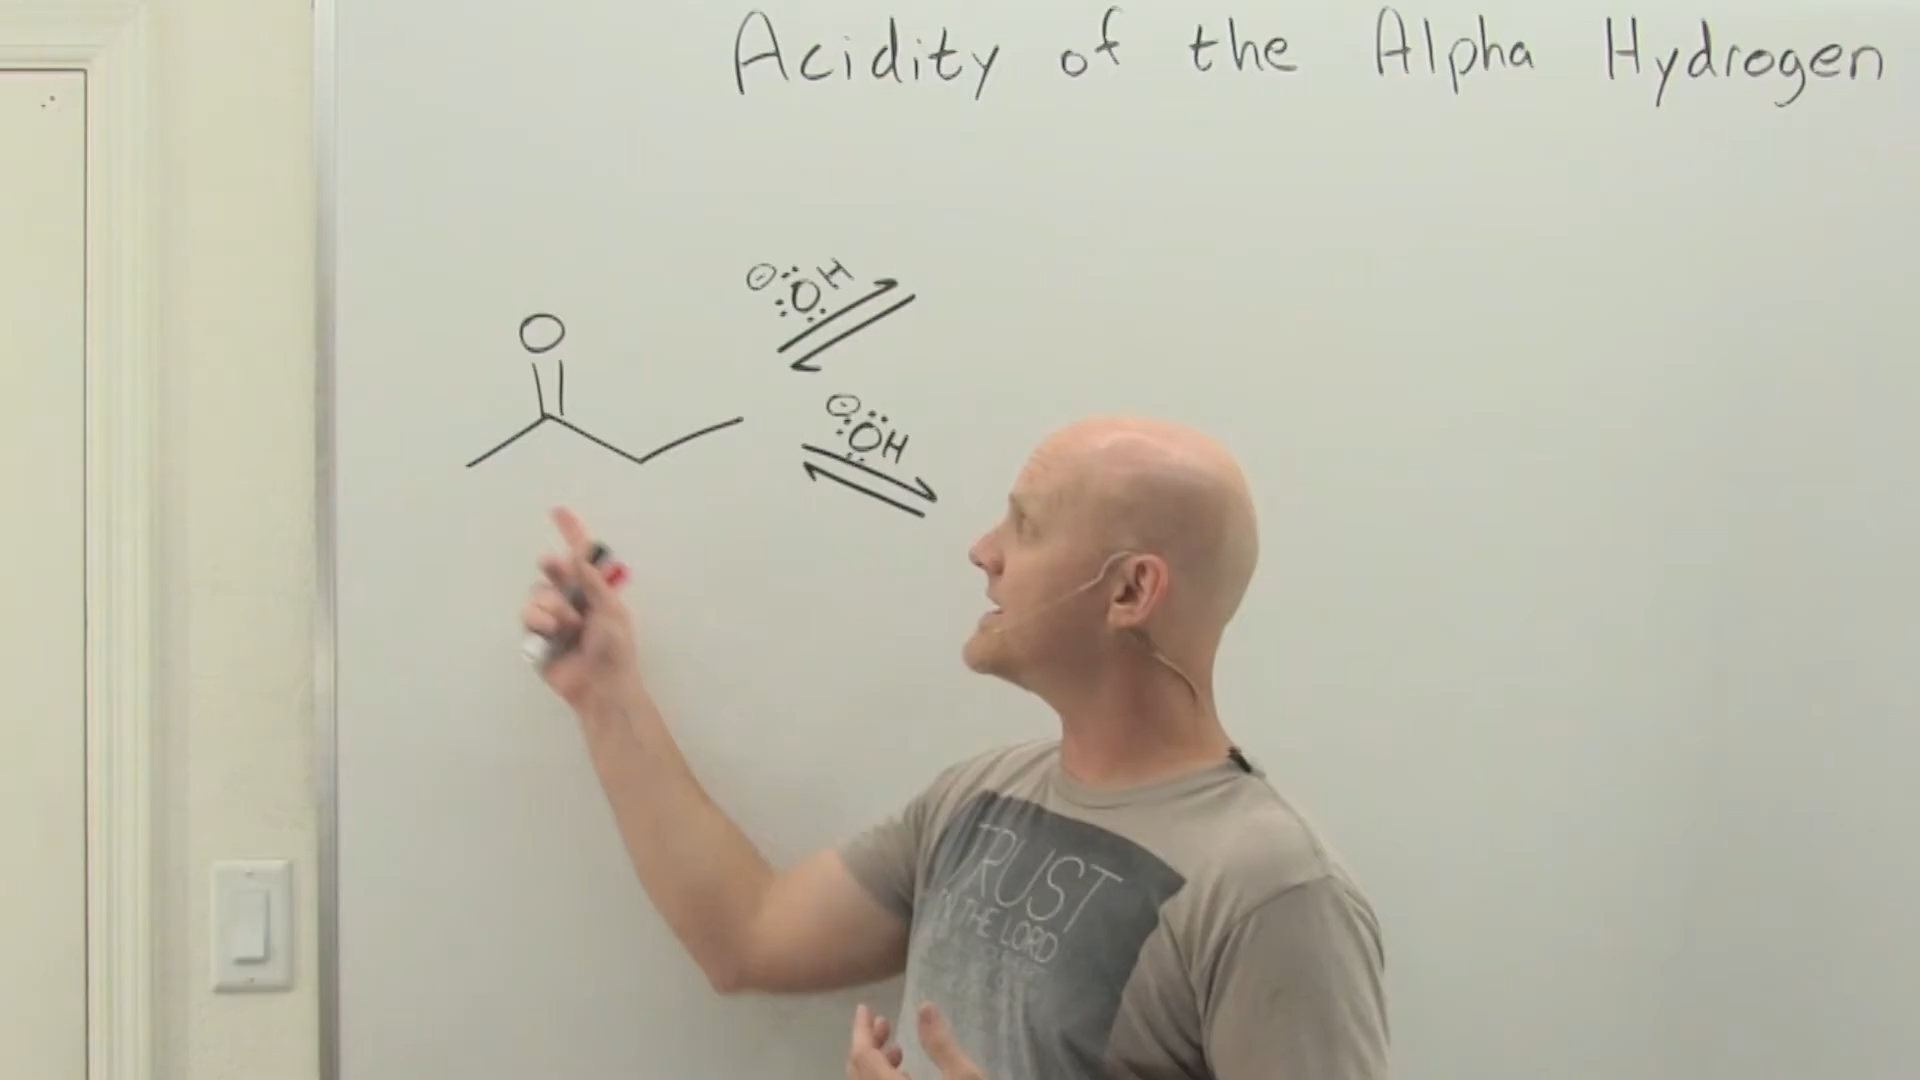 Acidity of the Alpha Hydrogen
⊖ :ÖH
O
⊖ :ÖH
TRUST
IN THE LORD